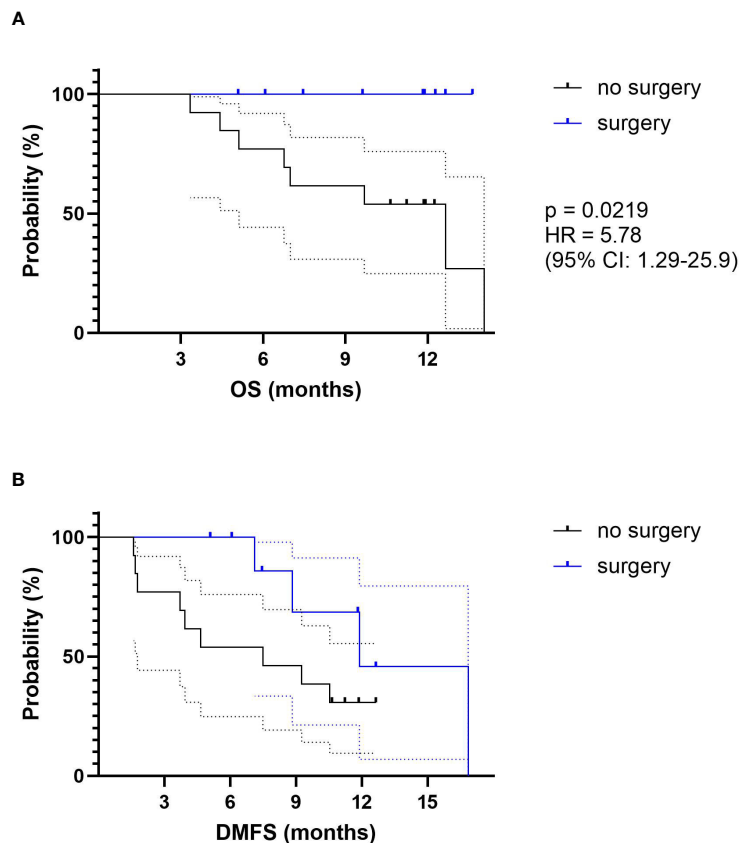 A
Probability (%)
100
50
0
3 6 9 12
OS (months)
no surgery
surgery
p = 0.0219
HR = 5.78
(95% CI: 1.29-25.9)
B
Probability (%)
100
50
0
3 6 9 12 15
DMFS (months)
no surgery
surgery